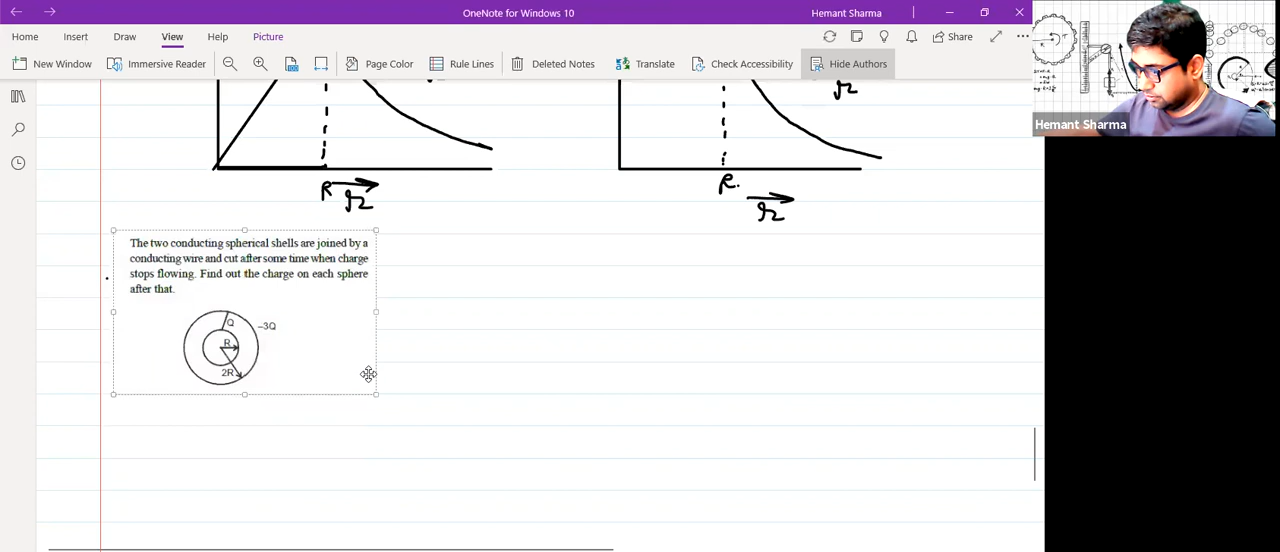 OneNote for Windows 10
Hemant Sharma
Home Insert Draw View Help Picture
Share
New Window Immersive Reader Page Color Rule Lines Deleted Notes Translate Check Accessibility Hide Authors
Hemant Sharma
R r
R. r
The two conducting spherical shells are joined by a
conducting wire and cut after some time when charge
stops flowing. Find out the charge on each sphere
after that.
Q
–3Q
R
2R